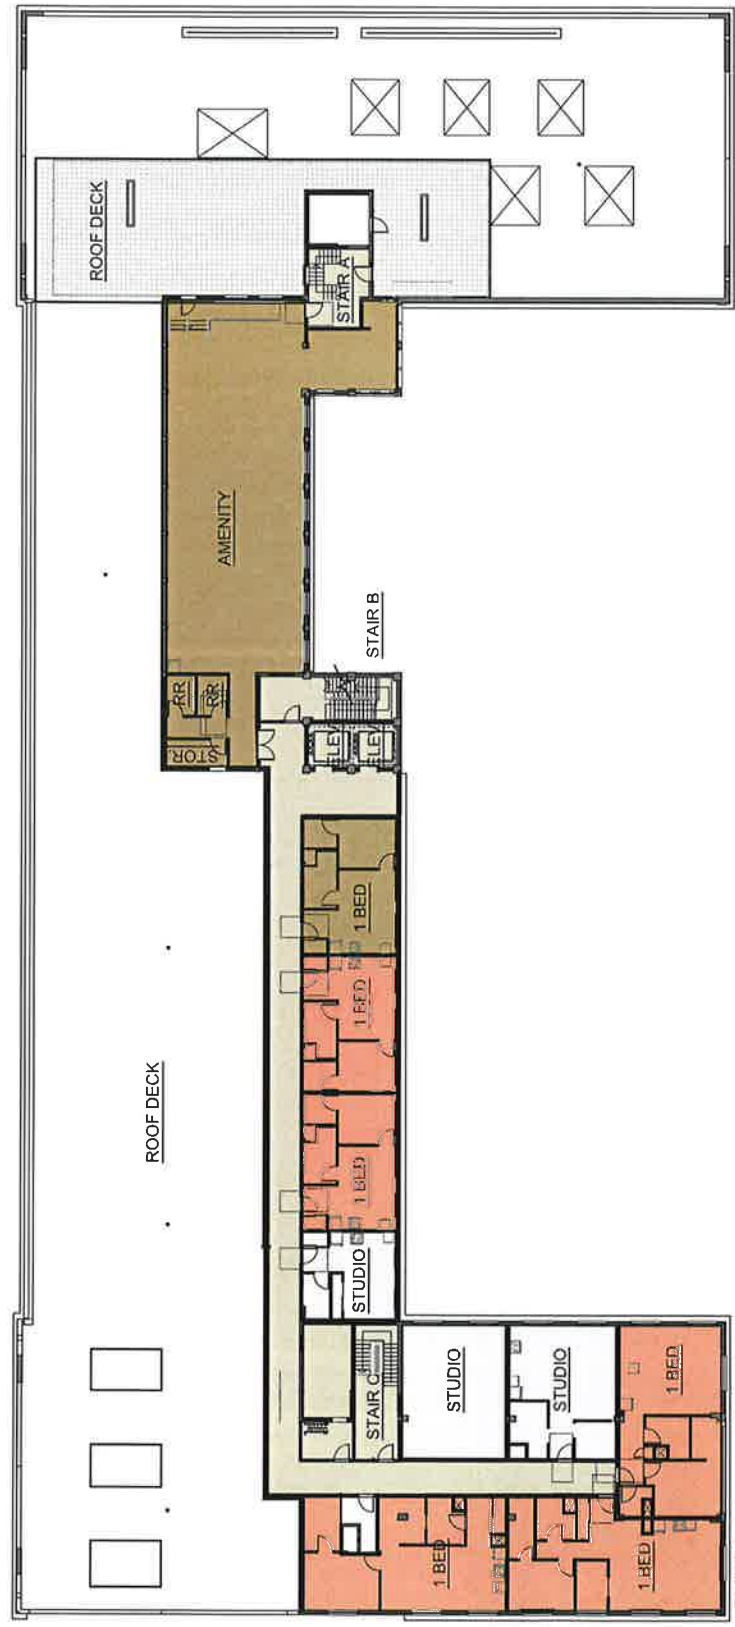 ROOF DECK
STAIR A
AMENITY
STAIR B
RR
RR
STOR.
ELEV
ELEV
1 BED
1 BED
ROOF DECK
1 BED
STUDIO
STAIR C
STUDIO
STUDIO
1 BED
1 BED
1 BED